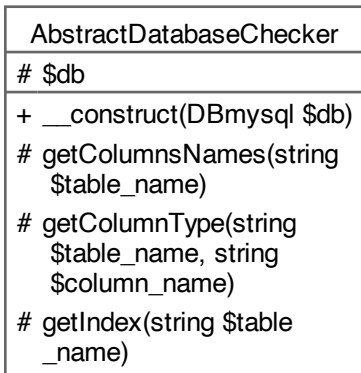 AbstractDatabaseChecker
# $db
+ __construct(DBmysql $db)
# getColumnsNames(string
$table_name)
# getColumnType(string
$table_name, string
$column_name)
# getIndex(string $table
_name)